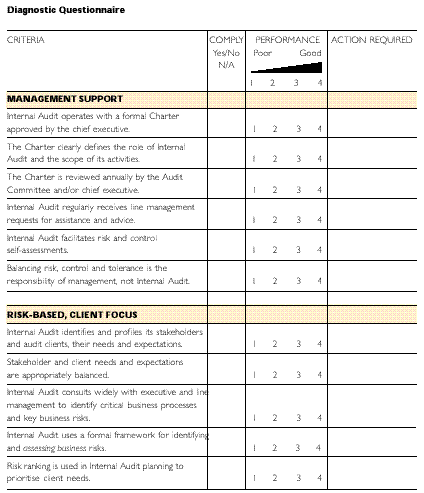 Diagnostic Questionnaire
CRITERIA
COMPLY
Yes/No
N/A
PERFORMANCE
Poor Good
1 2 3 4
ACTION REQUIRED
MANAGEMENT SUPPORT
Internal Audit operates with a formal Charter
approved by the chief executive. 1 2 3 4
The Charter clearly defines the role of Internal
Audit and the scope of its activities. 1 2 3 4
The Charter is reviewed annually by the Audit
Committee and/or chief executive. 1 2 3 4
Internal Audit regularly receives line management
requests for assistance and advice. 1 2 3 4
Internal Audit facilitates risk and control
self-assessments. 1 2 3 4
Balancing risk, control and tolerance is the
responsibility of management, not Internal Audit. 1 2 3 4
RISK-BASED, CLIENT FOCUS
Internal Audit identifies and profiles its stakeholders
and audit clients, their needs and expectations. 1 2 3 4
Stakeholder and client needs and expectations
are appropriately balanced. 1 2 3 4
Internal Audit consults widely with executive and line
management to identify critical business processes
and key business risks. 1 2 3 4
Internal Audit uses a formal framework for identifying
and assessing business risks. 1 2 3 4
Risk ranking is used in Internal Audit planning to
prioritise client needs. 1 2 3 4